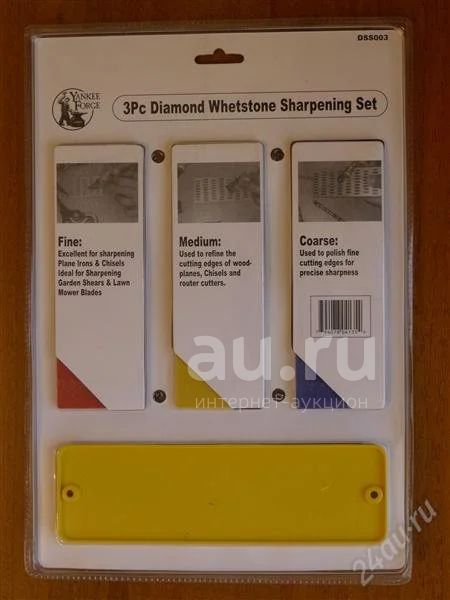 DSS003
YANKEE
FORGE
3Pc Diamond Whetstone Sharpening Set
Fine:
Excellent for sharpening
Plane Irons & Chisels
Ideal for Sharpening
Garden Shears & Lawn
Mower Blades
Medium:
Used to refine the
cutting edges of wood-
planes, Chisels and
router cutters.
Coarse:
Used to polish fine
cutting edges for
precise sharpness
au.ru
интернет-аукцион
24au.ru